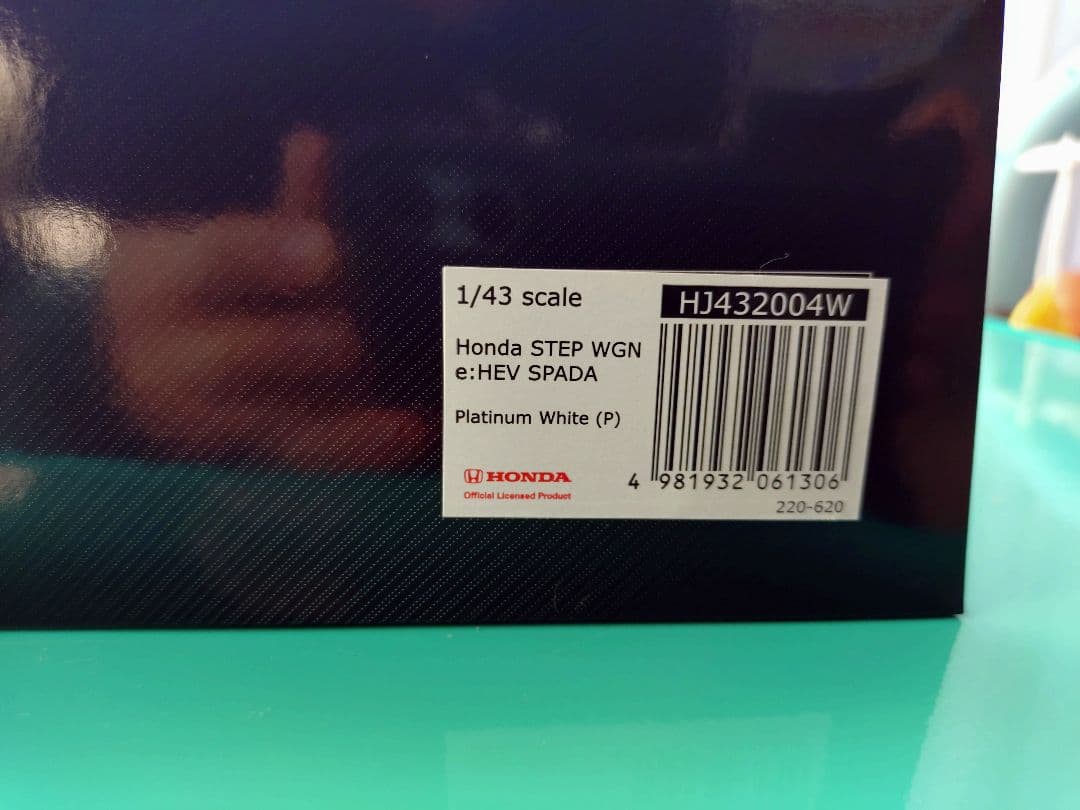 1/43 scale
HJ432004W
Honda STEP WGN
e:HEV SPADA
Platinum White (P)
HONDA
Official Licensed Product
4 981932 061306
220-620